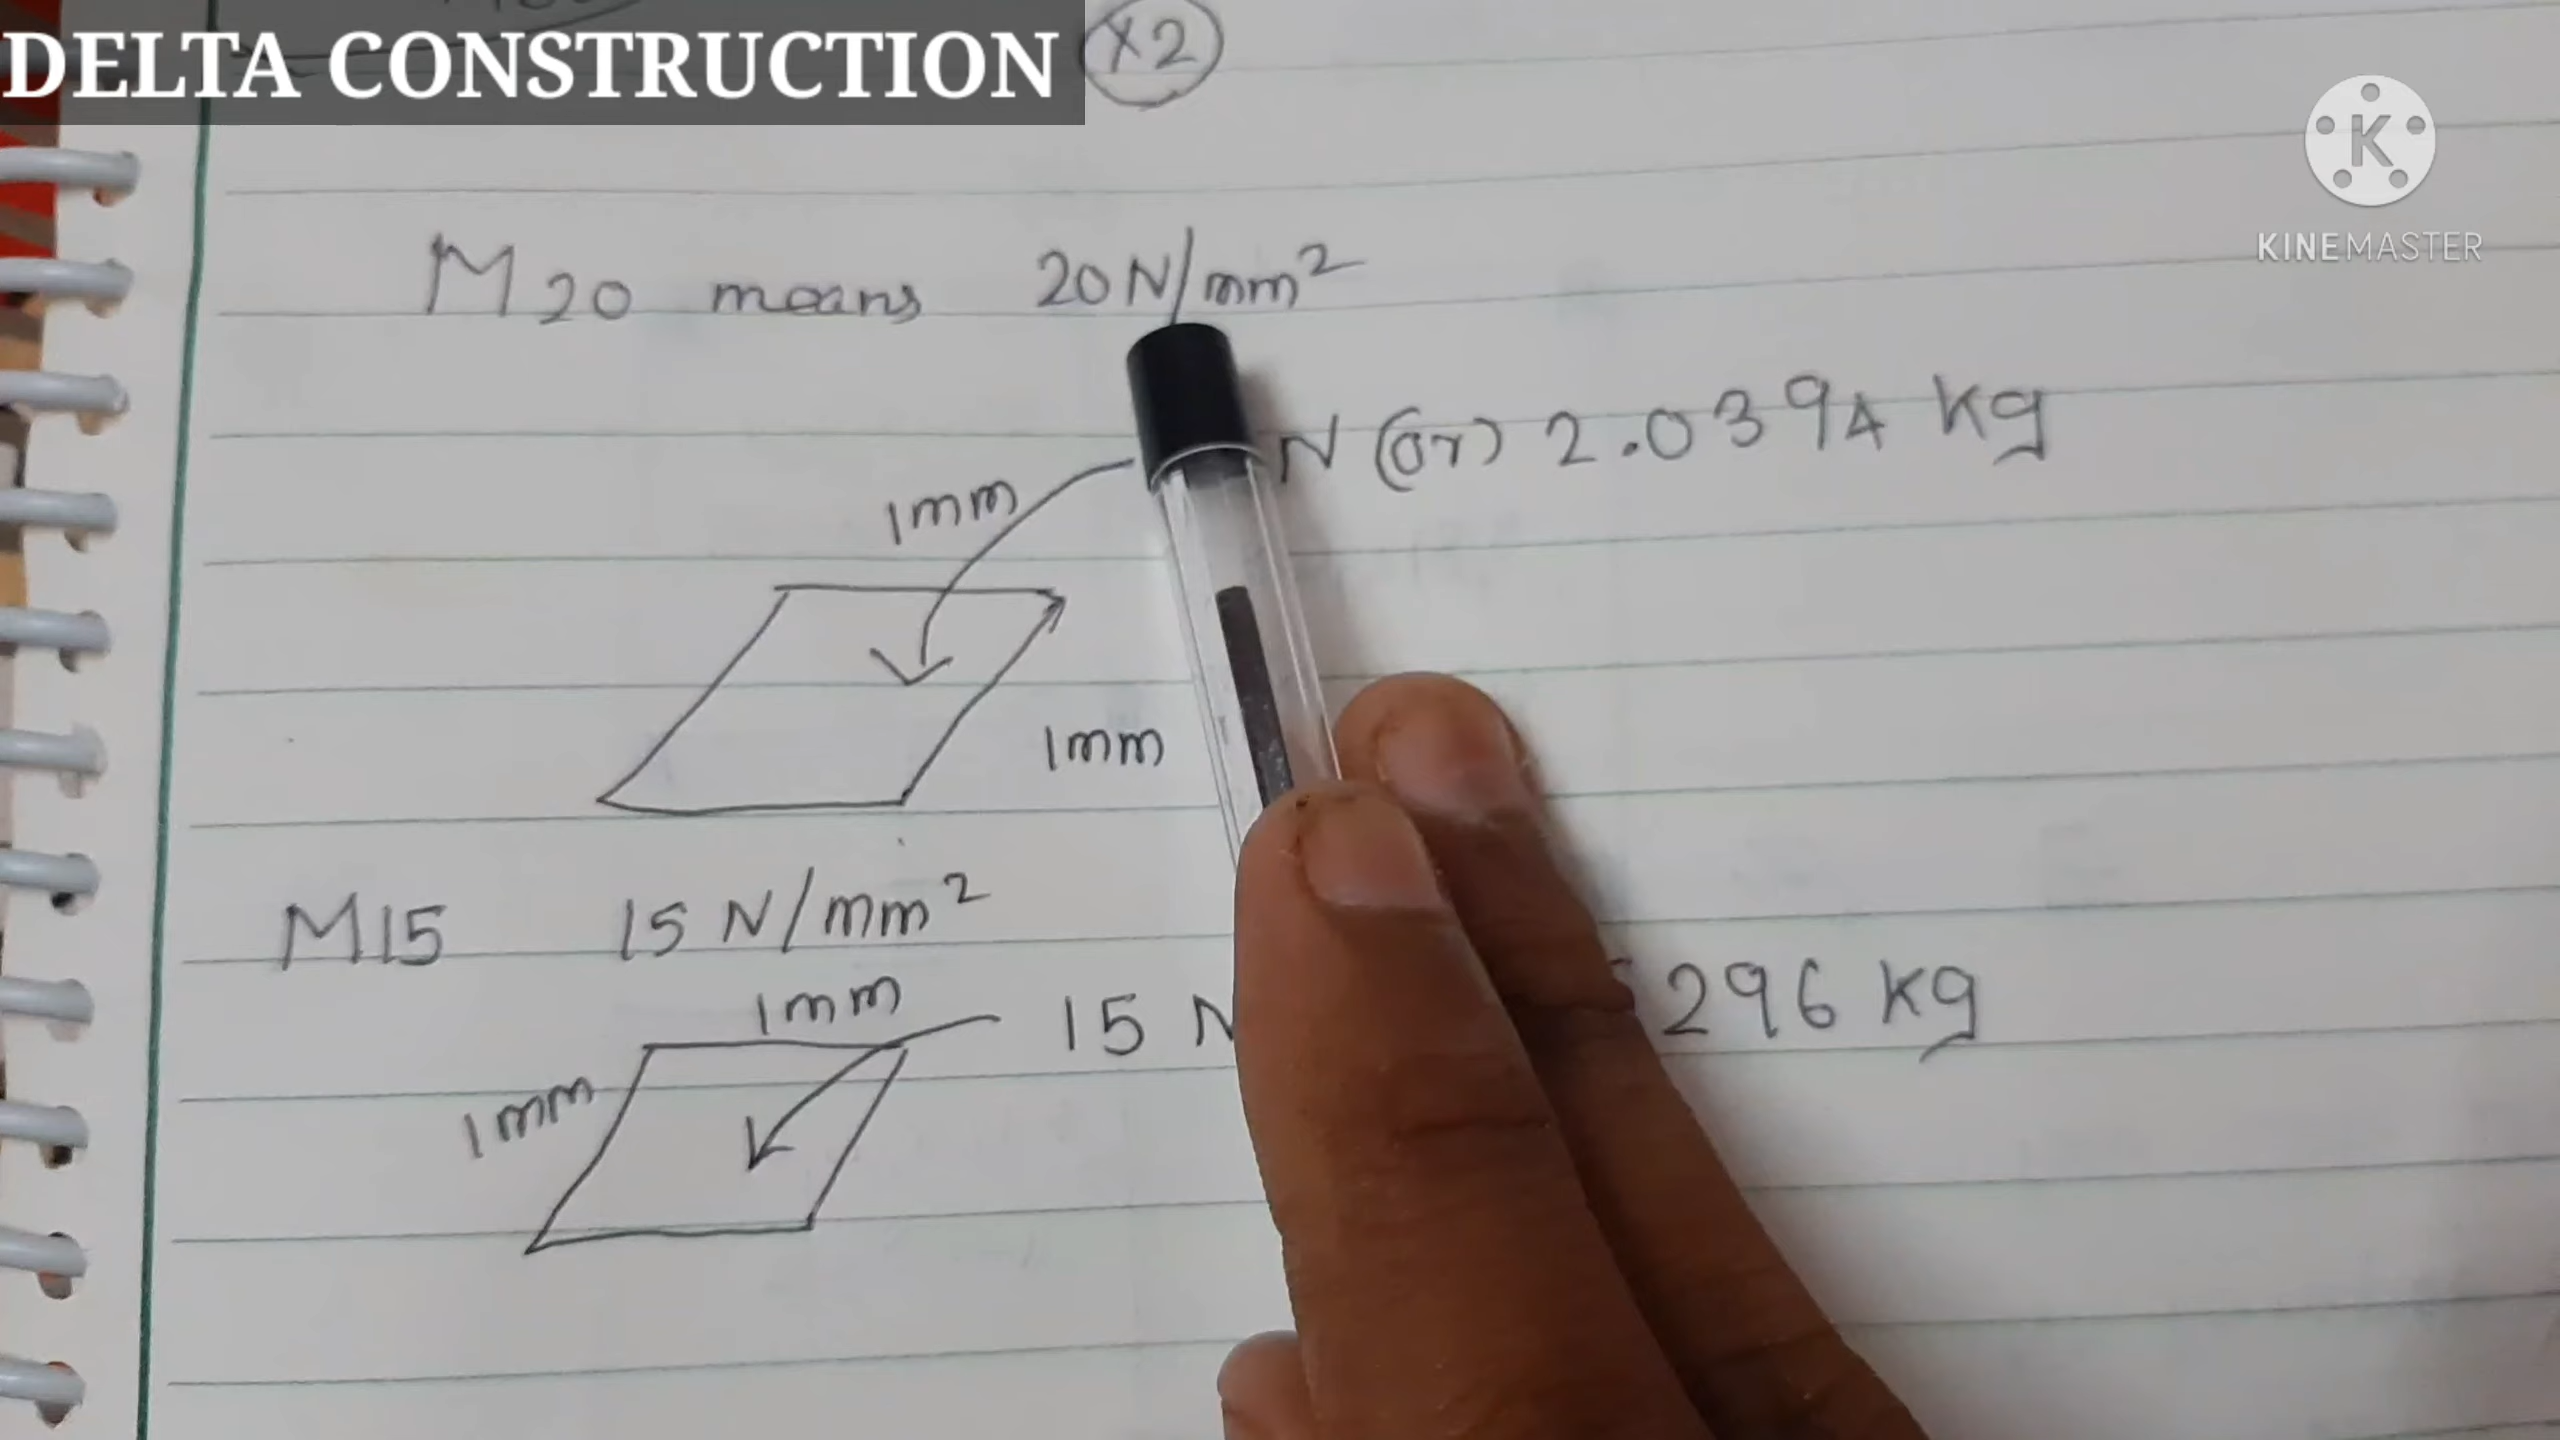 DELTA CONSTRUCTION
X2
KINEMASTER
M20 means 20N/mm²
N (or) 2.0394 kg
1mm
1mm
M15 15 N/mm²
1mm
15 N 296 kg
1mm